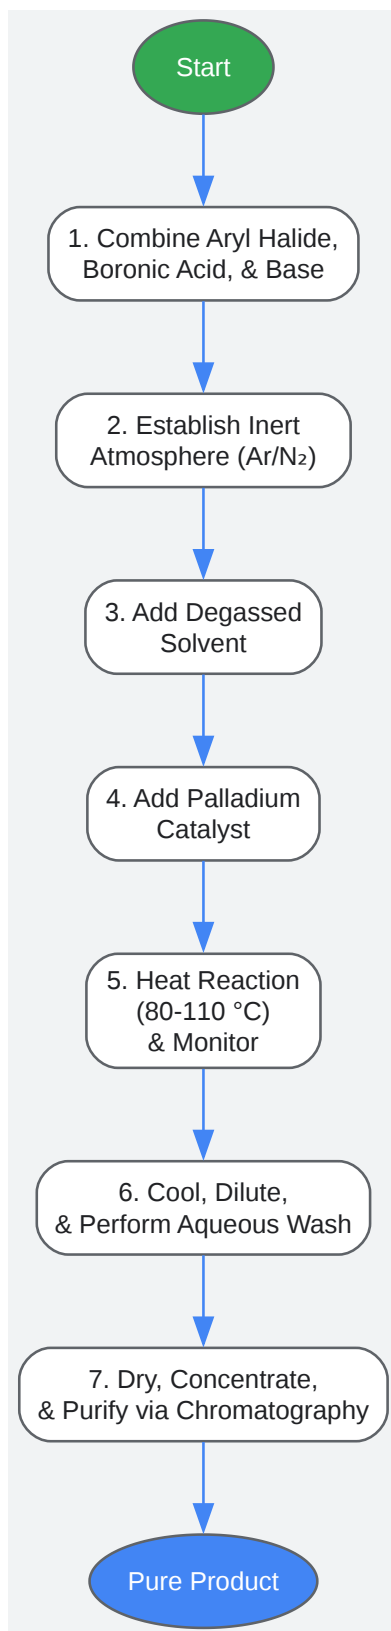 Start
1. Combine Aryl Halide,
Boronic Acid, & Base
2. Establish Inert
Atmosphere (Ar/N₂)
3. Add Degassed
Solvent
4. Add Palladium
Catalyst
5. Heat Reaction
(80-110 °C)
& Monitor
6. Cool, Dilute,
& Perform Aqueous Wash
7. Dry, Concentrate,
& Purify via Chromatography
Pure Product